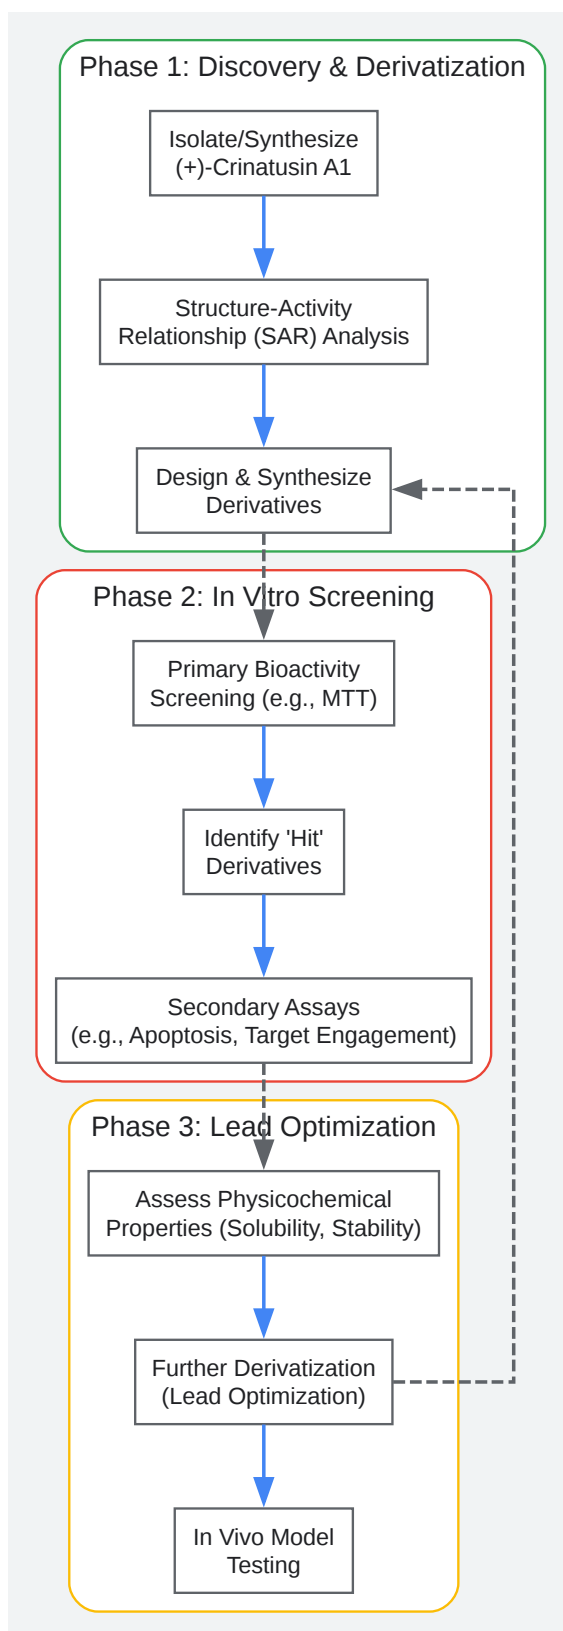 Phase 1: Discovery & Derivatization
Isolate/Synthesize
(+)-Crinatusin A1
Structure-Activity
Relationship (SAR) Analysis
Design & Synthesize
Derivatives
Phase 2: In Vitro Screening
Primary Bioactivity
Screening (e.g., MTT)
Identify 'Hit'
Derivatives
Secondary Assays
(e.g., Apoptosis, Target Engagement)
Phase 3: Lead Optimization
Assess Physicochemical
Properties (Solubility, Stability)
Further Derivatization
(Lead Optimization)
In Vivo Model
Testing